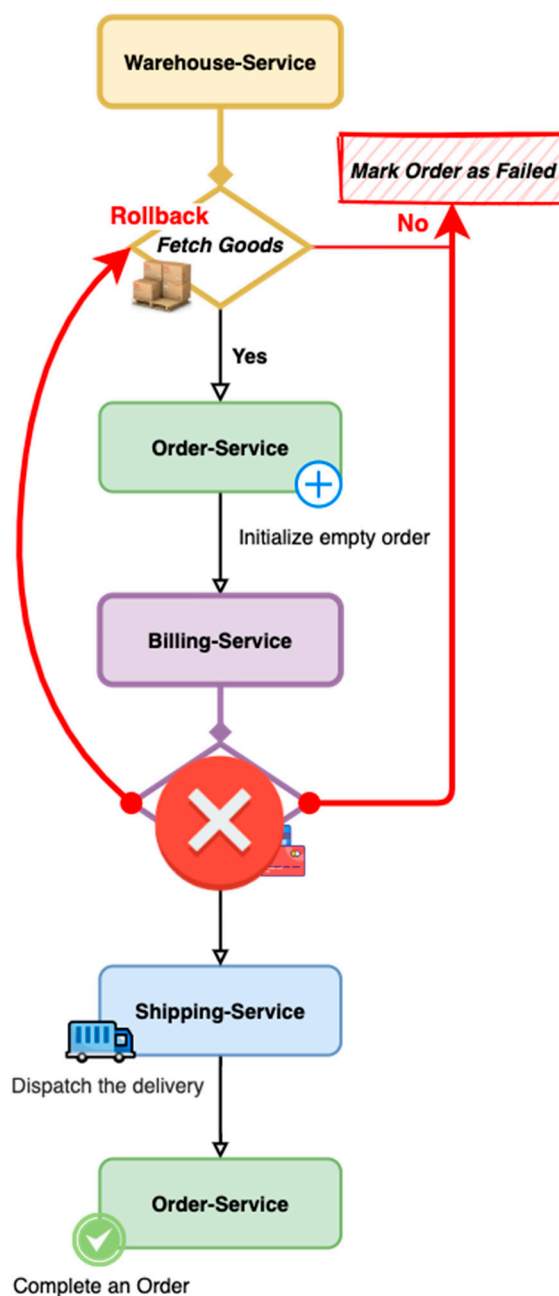 Warehouse-Service
Mark Order as Failed
Rollback
No
Fetch Goods
Yes
Order-Service
Initialize empty order
Billing-Service
Shipping-Service
Dispatch the delivery
Order-Service
Complete an Order